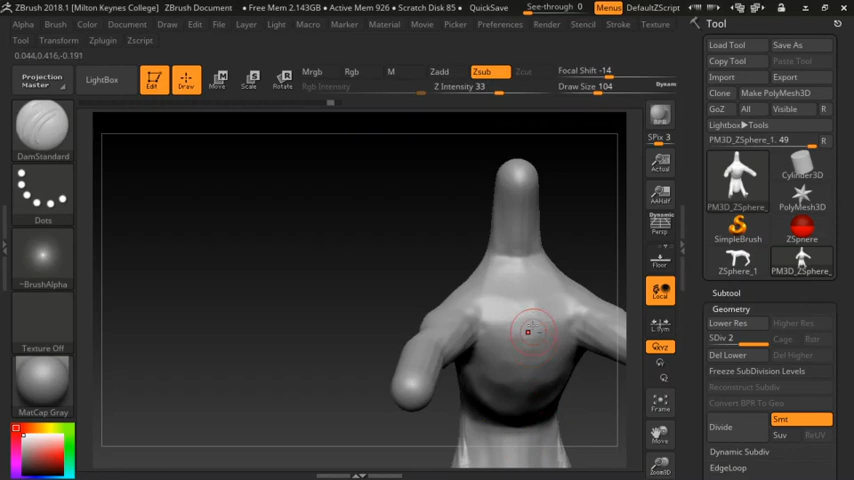 ZBrush 2018.1 [Milton Keynes College] ZBrush Document • Free Mem 2.143GB • Active Mem 926 • Scratch Disk 85 • QuickSave See-through 0 Menus DefaultZScript
Alpha Brush Color Document Draw Edit File Layer Light Macro Marker Material Movie Picker Preferences Render Stencil Stroke Texture
Tool Transform Zplugin Zscript
0.044,0.416,-0.191
Projection Master
LightBox
Edit
Draw
Move
Scale
Rotate
Mrgb Rgb M Zadd Zsub Zcut Focal Shift -14
Rgb Intensity Z Intensity 33 Draw Size 104 Dynam
DamStandard
Dots
~BrushAlpha
Texture Off
MatCap Gray
BPR
SPix 3
Actual
AAHalf
Dynamic
Persp
Floor
Local
L.Sym
XYZ
Frame
Move
Zoom3D
Tool
Load Tool Save As
Copy Tool Paste Tool
Import Export
Clone Make PolyMesh3D
GoZ All Visible R
Lightbox▶Tools
PM3D_ZSphere_1. 49 R
PM3D_ZSphere_
Cylinder3D
PolyMesh3D
SimpleBrush
ZSphere
ZSphere_1
PM3D_ZSphere_
Subtool
Geometry
Lower Res Higher Res
SDiv 2 Cage Rstr
Del Lower Del Higher
Freeze SubDivision Levels
Reconstruct Subdiv
Convert BPR To Geo
Divide
Smt
Suv ReUV
Dynamic Subdiv
EdgeLoop